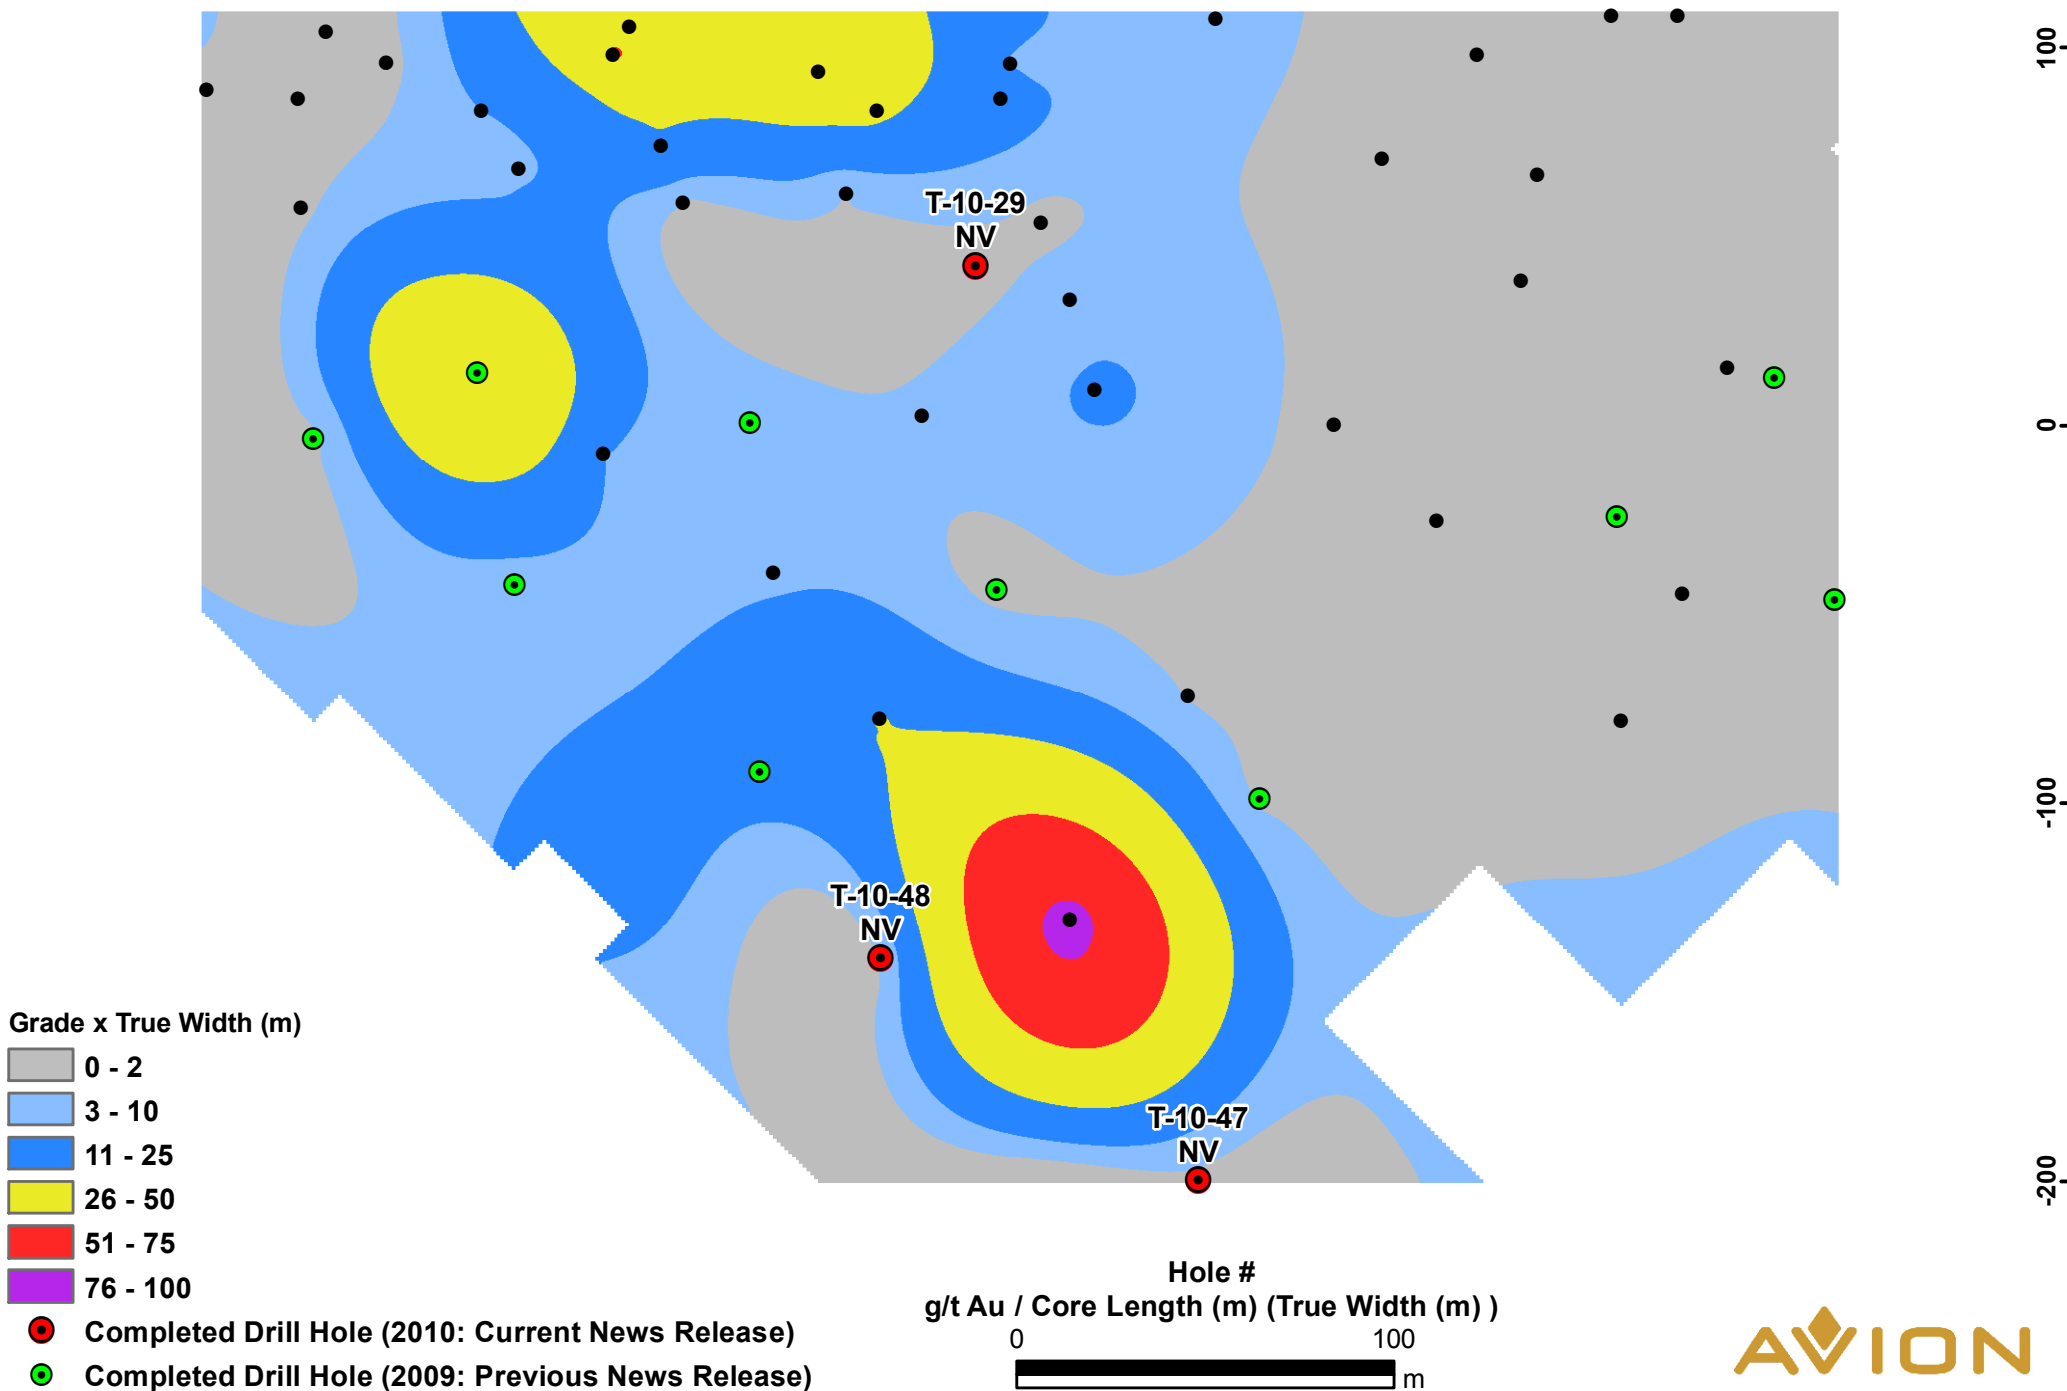 100
T-10-29
NV
0
-100
T-10-48
NV
T-10-47
NV
-200
Grade x True Width (m)
0 - 2
3 - 10
11 - 25
26 - 50
51 - 75
76 - 100
Completed Drill Hole (2010: Current News Release)
Completed Drill Hole (2009: Previous News Release)
Hole #
g/t Au / Core Length (m) (True Width (m) )
0 100
m
AVION